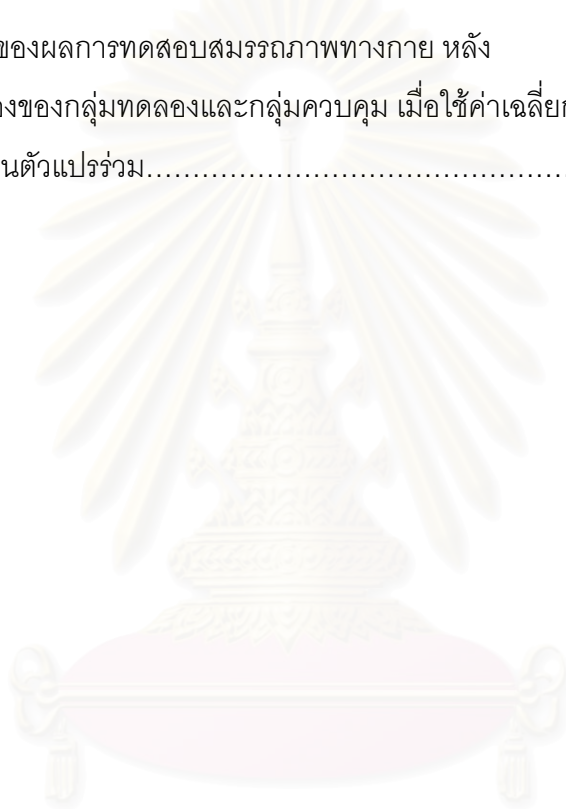 ของผลการทดสอบสมรรถภาพทางกาย หลัง
ของกลุ่มทดลองและกลุ่มควบคุม เมื่อใช้ค่าเฉลี่ย
นตัวแปรร่วม……………………………………